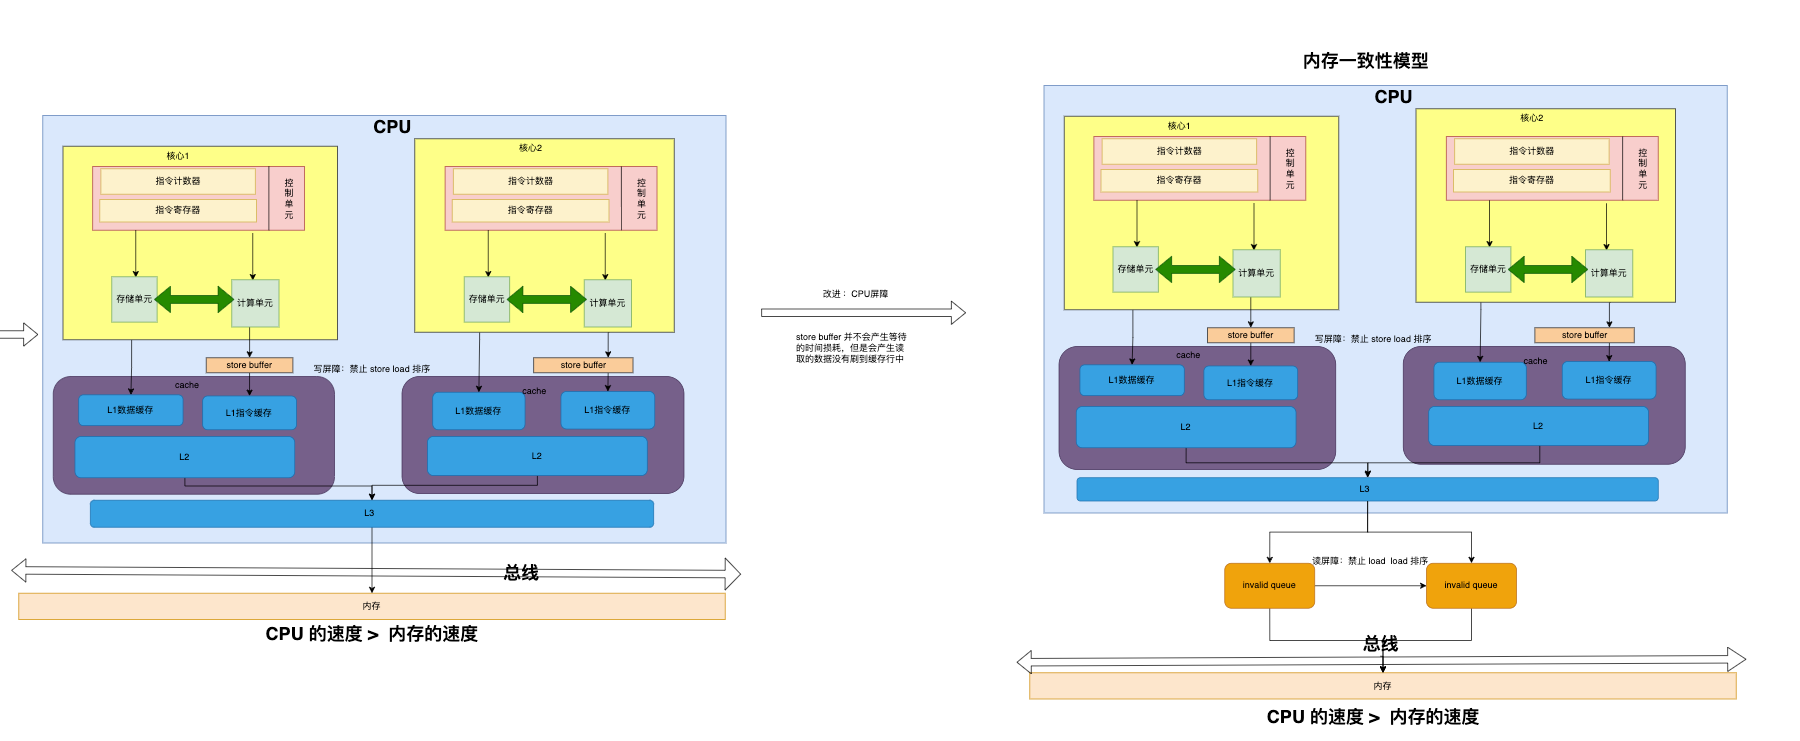 CPU
核心1
指令计数器
指令寄存器
控
制
单
元
存储单元
计算单元
核心2
指令计数器
指令寄存器
控
制
单
元
存储单元
计算单元
store buffer
写屏障：禁止 store load 排序
store buffer
cache
L1数据缓存
L1指令缓存
L2
cache
L1数据缓存
L1指令缓存
L2
L3
总线
内存
CPU 的速度 > 内存的速度
改进：CPU屏障
store buffer 并不会产生等待
的时间损耗，但是会产生读
取的数据没有刷到缓存行中
内存一致性模型
CPU
核心1
指令计数器
指令寄存器
控
制
单
元
存储单元
计算单元
核心2
指令计数器
指令寄存器
控
制
单
元
存储单元
计算单元
store buffer
写屏障：禁止 store load 排序
store buffer
cache
L1数据缓存
L1指令缓存
L2
cache
L1数据缓存
L1指令缓存
L2
L3
读屏障：禁止 load load 排序
invalid queue
invalid queue
总线
内存
CPU 的速度 > 内存的速度